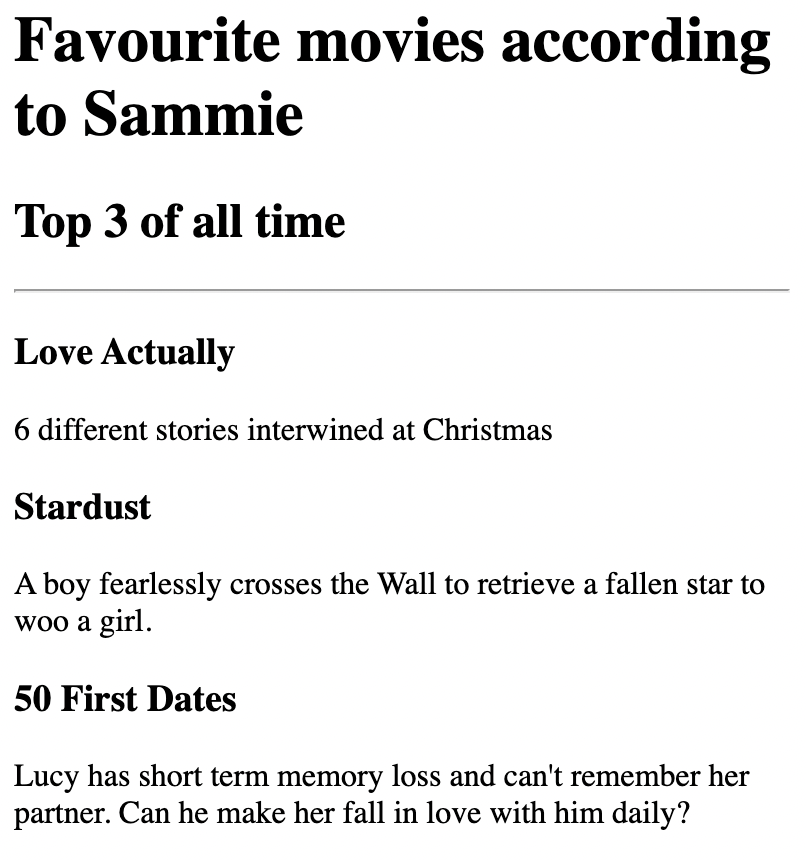 Favourite movies according
to Sammie
Top 3 of all time
Love Actually
6 different stories interwined at Christmas
Stardust
A boy fearlessly crosses the Wall to retrieve a fallen star to
woo a girl.
50 First Dates
Lucy has short term memory loss and can't remember her
partner. Can he make her fall in love with him daily?